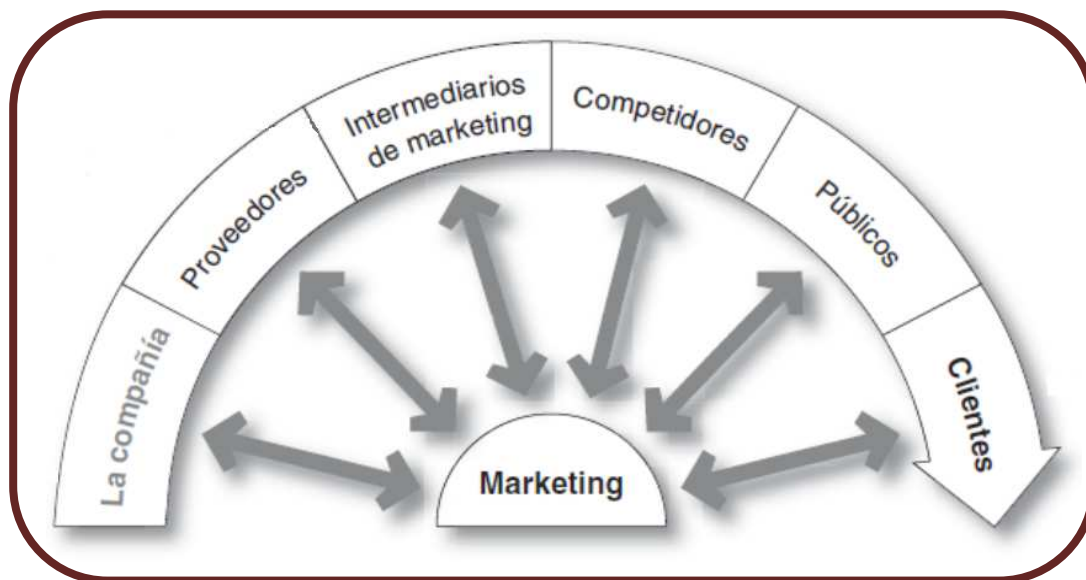 La compañía
Proveedores
Intermediarios
de marketing
Competidores
Públicos
Clientes
Marketing